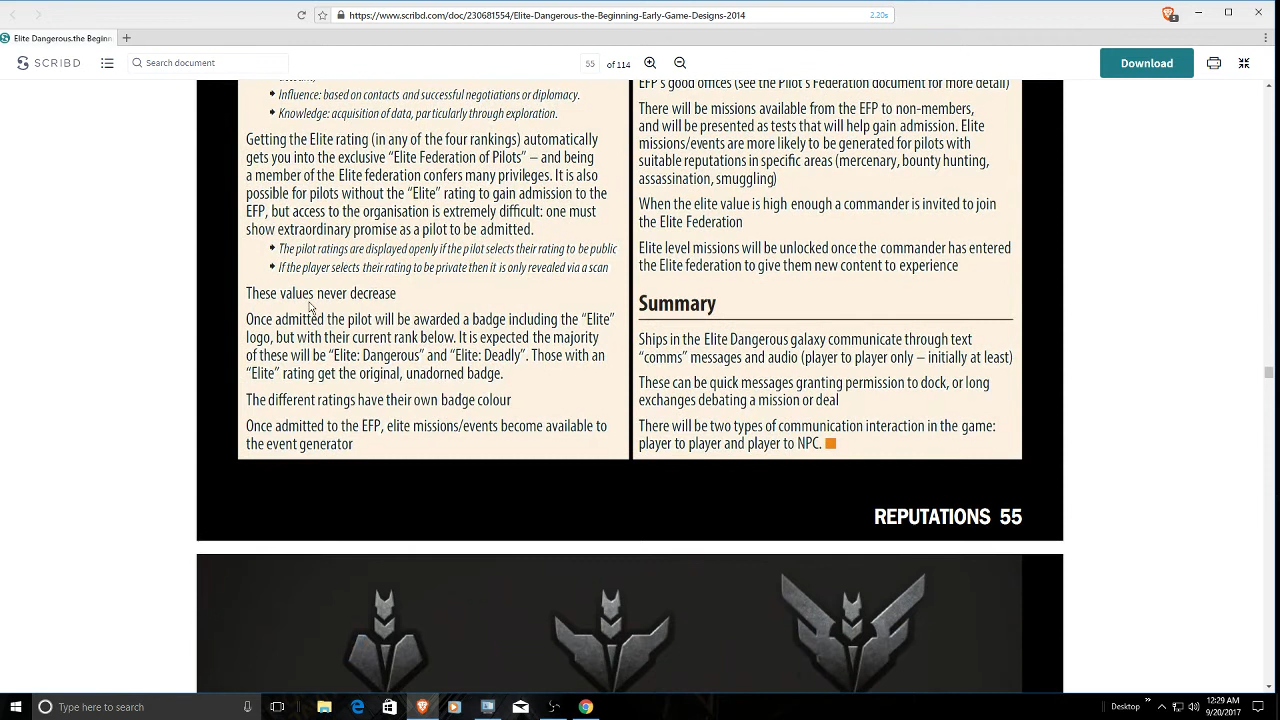 https://www.scribd.com/doc/230681554/Elite-Dangerous-the-Beginning-Early-Game-Designs-2014
2.20s
Elite Dangerous.the Beginn
SCRIBD
Search document
55 of 114
Download
Influence: based on contacts and successful negotiations or diplomacy.
Knowledge: acquisition of data, particularly through exploration.
Getting the Elite rating (in any of the four rankings) automatically
gets you into the exclusive “Elite Federation of Pilots” – and being
a member of the Elite federation confers many privileges. It is also
possible for pilots without the “Elite” rating to gain admission to the
EFP, but access to the organisation is extremely difficult: one must
show extraordinary promise as a pilot to be admitted.
The pilot ratings are displayed openly if the pilot selects their rating to be public
If the player selects their rating to be private then it is only revealed via a scan
These values never decrease
Once admitted the pilot will be awarded a badge including the “Elite”
logo, but with their current rank below. It is expected the majority
of these will be “Elite: Dangerous” and “Elite: Deadly”. Those with an
“Elite” rating get the original, unadorned badge.
The different ratings have their own badge colour
Once admitted to the EFP, elite missions/events become available to
the event generator
EFP's good offices (see the Pilot's Federation document for more detail)
There will be missions available from the EFP to non-members,
and will be presented as tests that will help gain admission. Elite
missions/events are more likely to be generated for pilots with
suitable reputations in specific areas (mercenary, bounty hunting,
assassination, smuggling)
When the elite value is high enough a commander is invited to join
the Elite Federation
Elite level missions will be unlocked once the commander has entered
the Elite federation to give them new content to experience
Summary
Ships in the Elite Dangerous galaxy communicate through text
“comms” messages and audio (player to player only – initially at least)
These can be quick messages granting permission to dock, or long
exchanges debating a mission or deal
There will be two types of communication interaction in the game:
player to player and player to NPC.
REPUTATIONS 55
Type here to search
Desktop
12:29 AM
9/20/2017